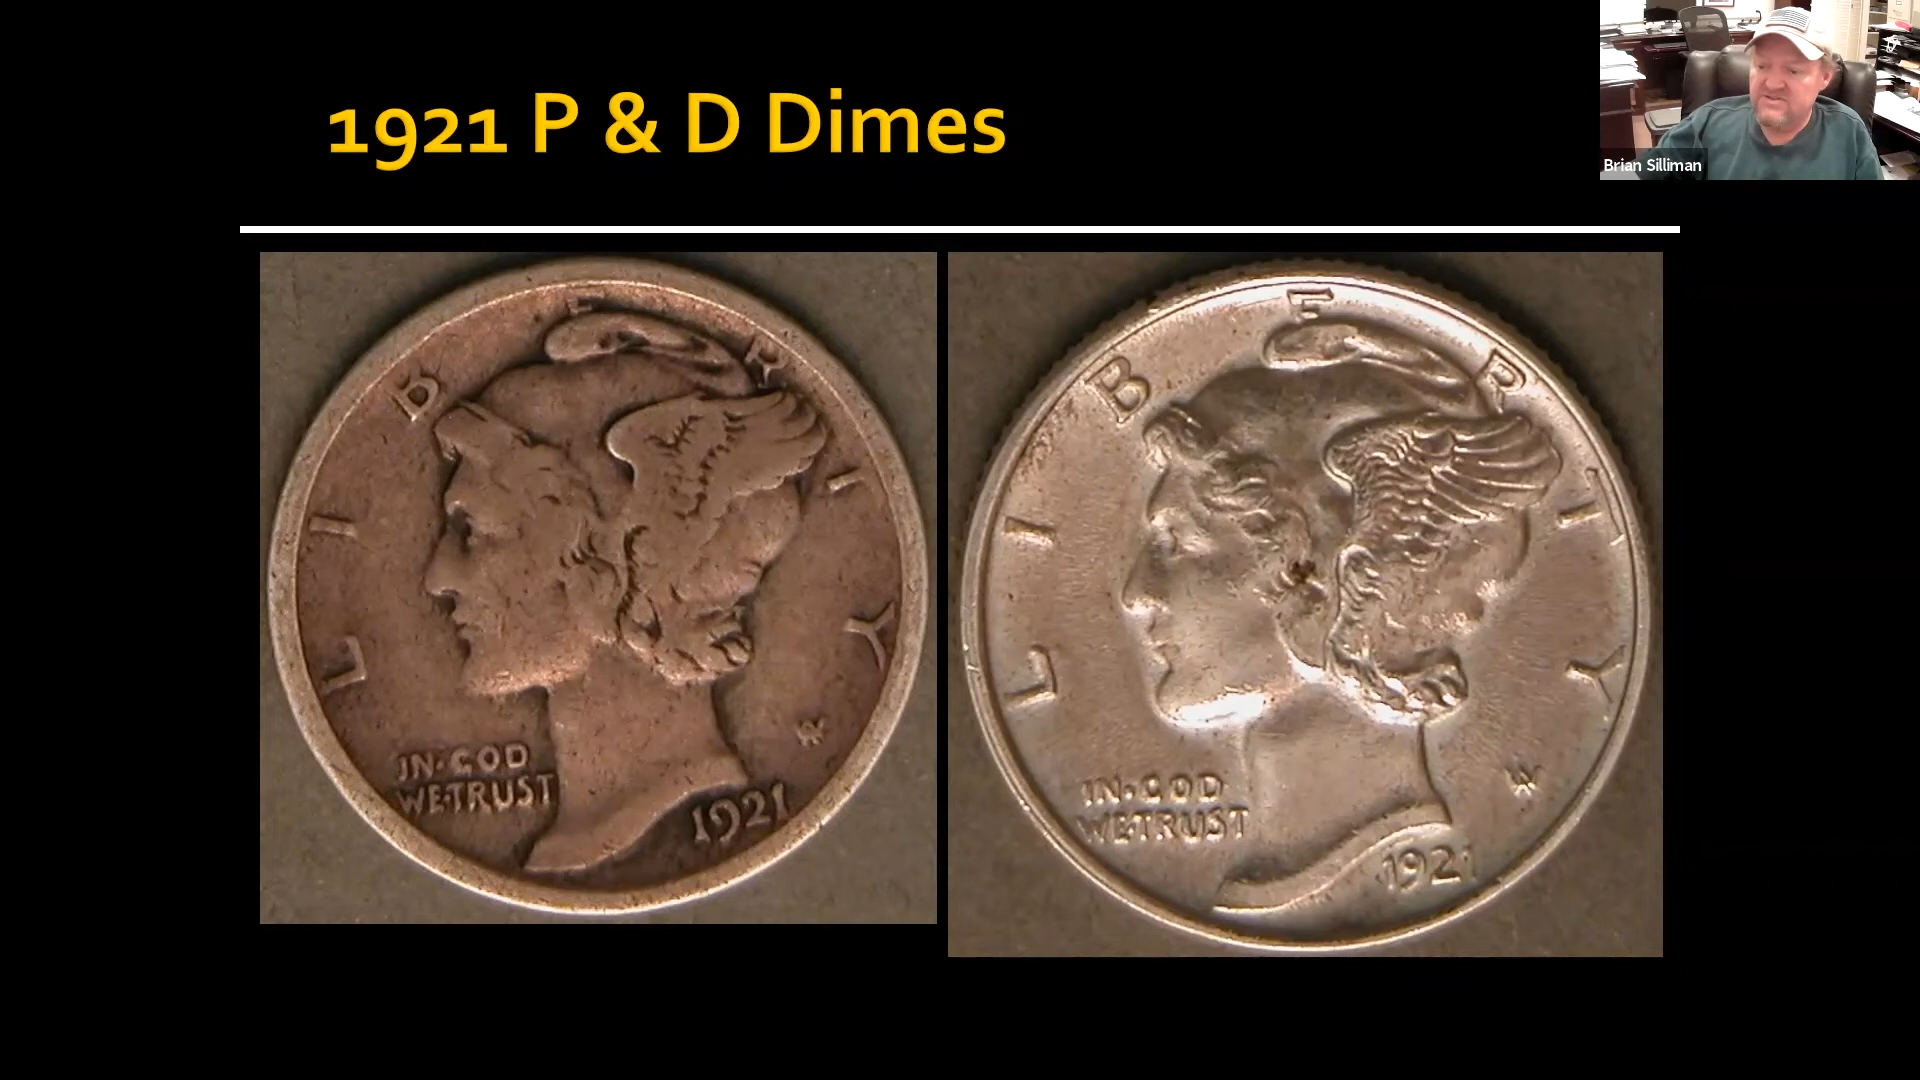 1921 P & D Dimes
Brian Silliman
LIBERTY
IN·GOD
WE·TRUST
1921
LIBERTY
IN·GOD
WE·TRUST
1921